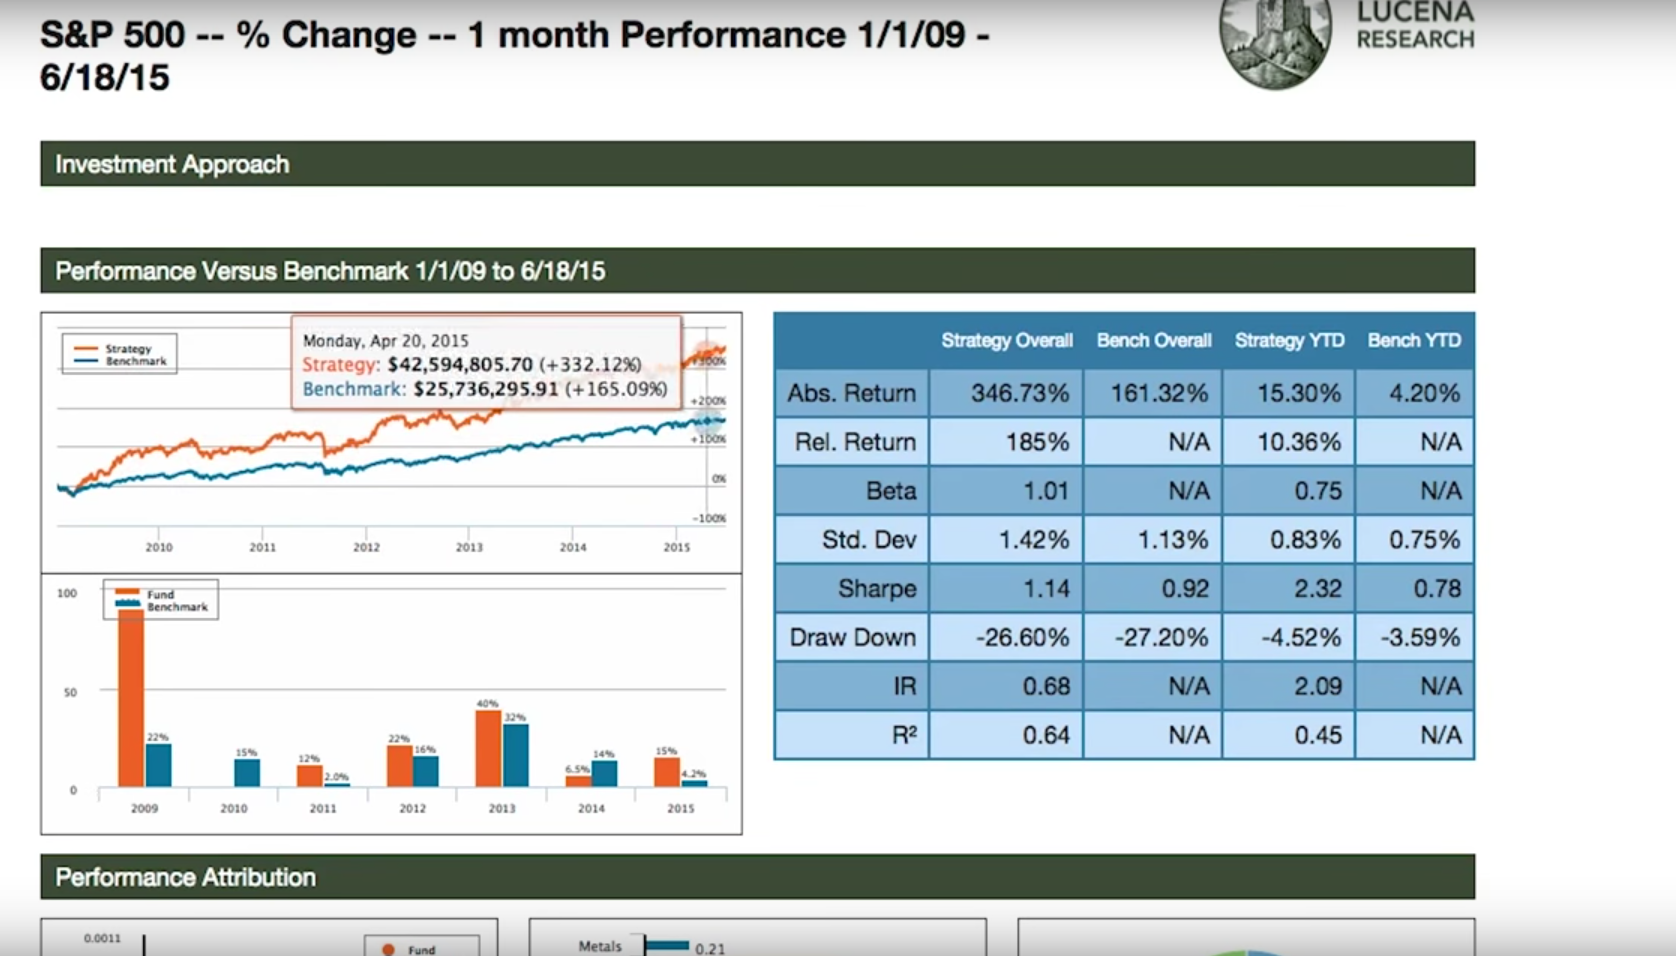 S&P 500 -- % Change -- 1 month Performance 1/1/09 -
6/18/15
LUCENA
RESEARCH
Investment Approach
Performance Versus Benchmark 1/1/09 to 6/18/15
Strategy
Benchmark
Monday, Apr 20, 2015
Strategy: $42,594,805.70 (+332.12%)
Benchmark: $25,736,295.91 (+165.09%)
+300%
+200%
+100%
0%
-100%
2010 2011 2012 2013 2014 2015
100
50
0
Fund
Benchmark
22%
15%
12%
2.0%
22%
16%
40%
32%
6.5%
14%
15%
4.2%
2009 2010 2011 2012 2013 2014 2015
Strategy Overall Bench Overall Strategy YTD Bench YTD
Abs. Return 346.73% 161.32% 15.30% 4.20%
Rel. Return 185% N/A 10.36% N/A
Beta 1.01 N/A 0.75 N/A
Std. Dev 1.42% 1.13% 0.83% 0.75%
Sharpe 1.14 0.92 2.32 0.78
Draw Down -26.60% -27.20% -4.52% -3.59%
IR 0.68 N/A 2.09 N/A
R² 0.64 N/A 0.45 N/A
Performance Attribution
0.0011
Fund
Metals 0.21